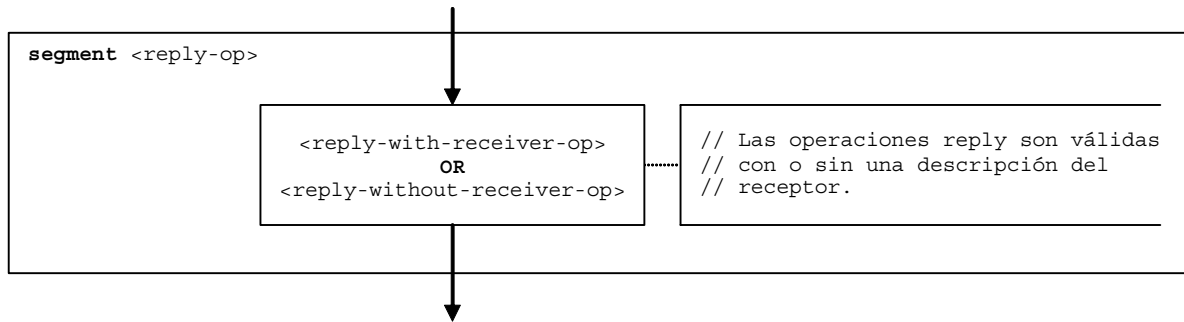 segment <reply-op>
<reply-with-receiver-op>
OR
<reply-without-receiver-op>
// Las operaciones reply son válidas
// con o sin una descripción del
// receptor.